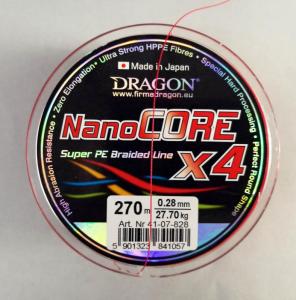 High Abrasion Resistance • Zero Elongation • Ultra Strong HPPE Fibres • Special Hard Processing • Perfect Round Shape
Made in Japan
DRAGON®
www.firmadragon.eu
NanoCORE
Super PE Braided Line
X4
270 m
0.28 mm
27.70 kg
Art. Nr 41-07-828
5 901323 841057